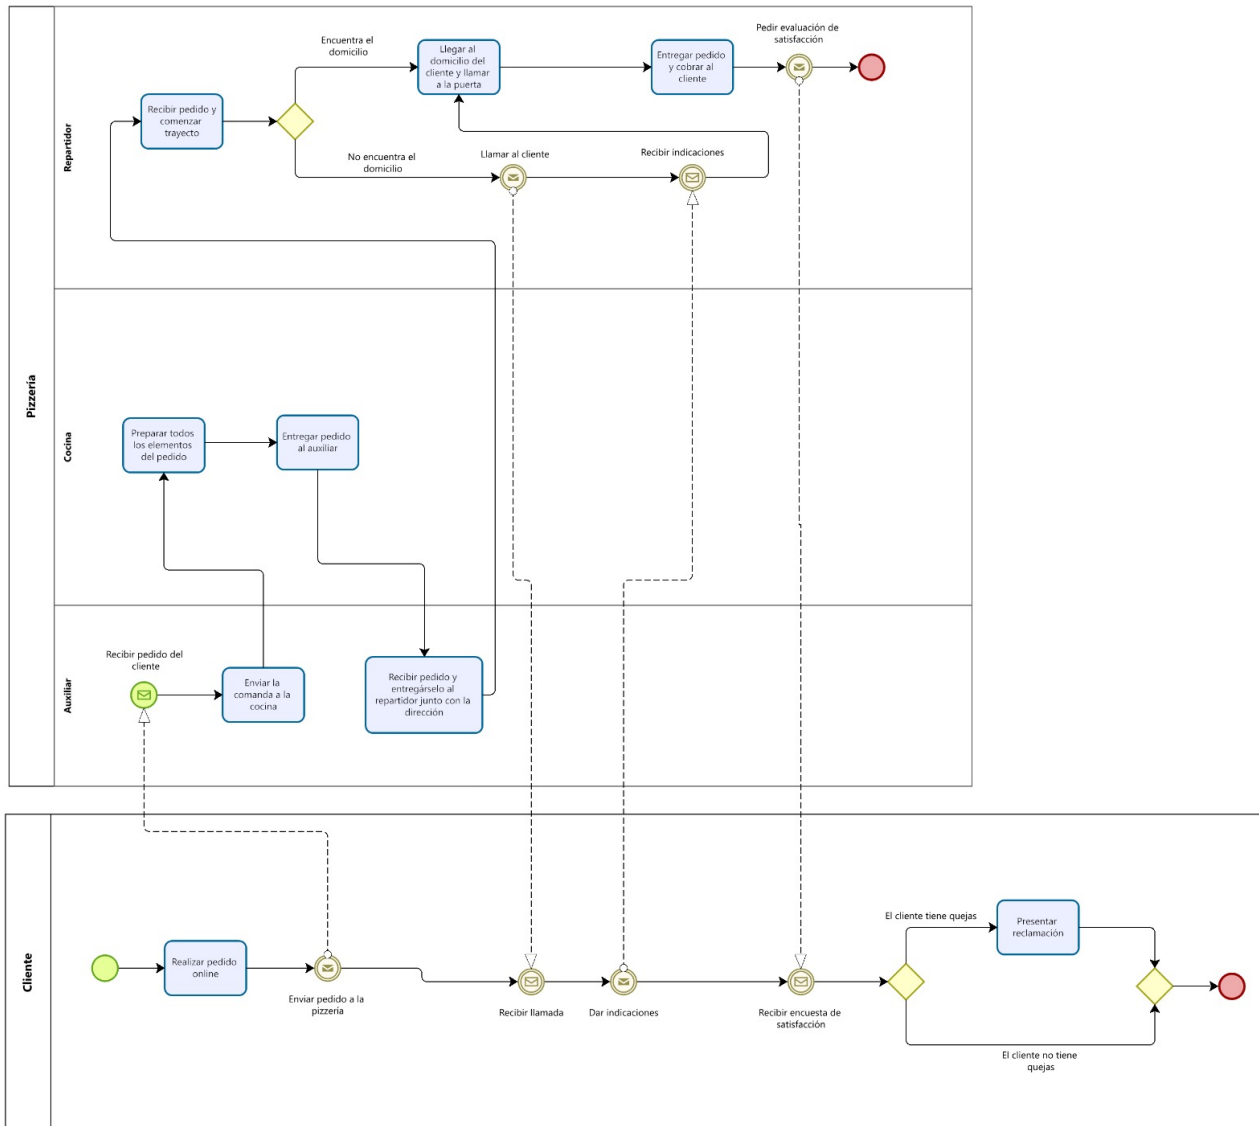 Pizzería
Repartidor
Recibir pedido y
comenzar
trayecto
Encuentra el
domicilio
No encuentra el
domicilio
Llegar al
domicilio del
cliente y llamar
a la puerta
Llamar al cliente
Recibir indicaciones
Entregar pedido
y cobrar al
cliente
Pedir evaluación de
satisfacción
Cocina
Preparar todos
los elementos
del pedido
Entregar pedido
al auxiliar
Auxiliar
Recibir pedido del
cliente
Enviar la
comanda a la
cocina
Recibir pedido y
entregárselo al
repartidor junto con la
dirección
Cliente
Realizar pedido
online
Enviar pedido a la
pizzería
Recibir llamada
Dar indicaciones
Recibir encuesta de
satisfacción
El cliente tiene quejas
Presentar
reclamación
El cliente no tiene
quejas